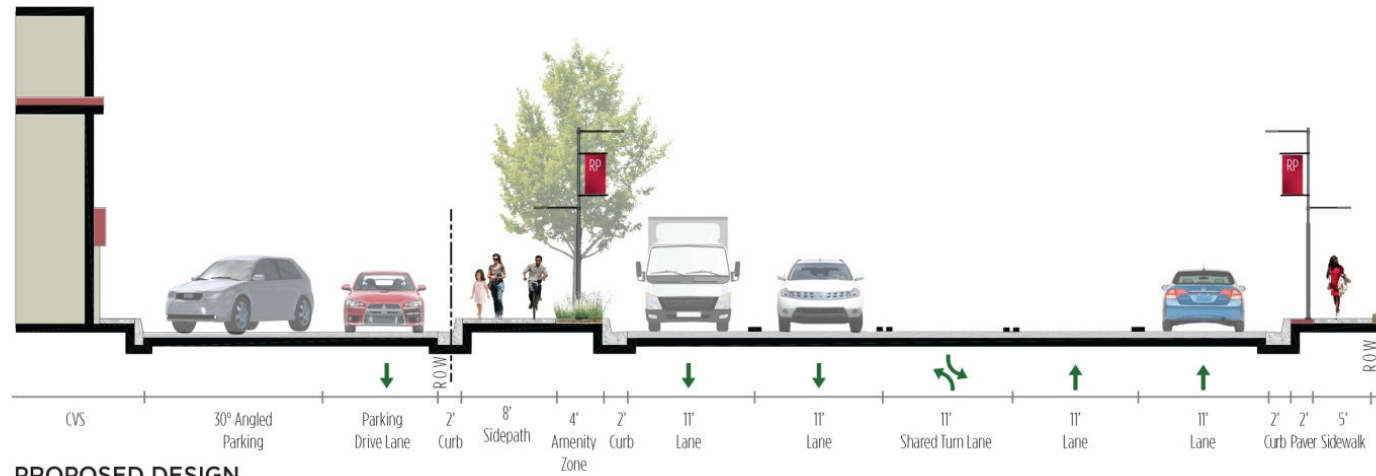 RP
RP
ROW
ROW
CVS
30° Angled
Parking
Parking
Drive Lane
2'
Curb
8'
Sidepath
4'
Amenity
Zone
2'
Curb
11'
Lane
11'
Lane
11'
Shared Turn Lane
11'
Lane
11'
Lane
2'
Curb
2'
Paver
5'
Sidewalk
PROPOSED DESIGN